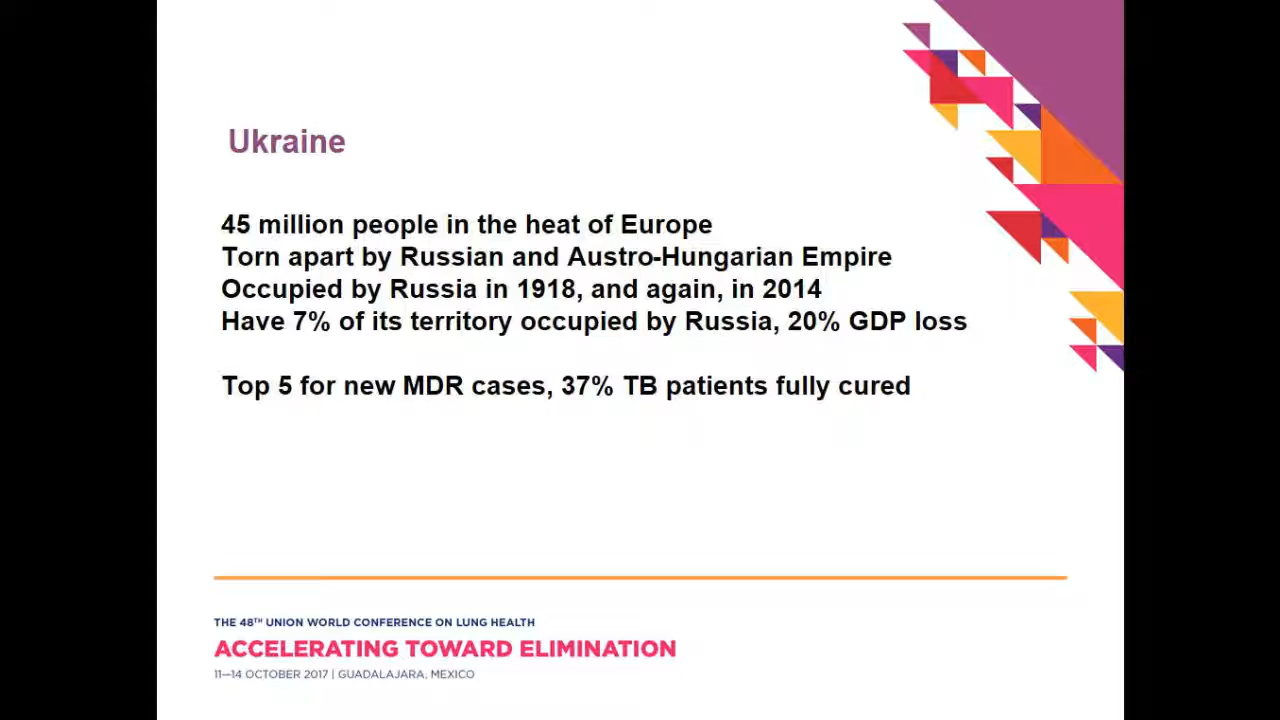 Ukraine
45 million people in the heat of Europe
Torn apart by Russian and Austro-Hungarian Empire
Occupied by Russia in 1918, and again, in 2014
Have 7% of its territory occupied by Russia, 20% GDP loss
Top 5 for new MDR cases, 37% TB patients fully cured
THE 48TH UNION WORLD CONFERENCE ON LUNG HEALTH
ACCELERATING TOWARD ELIMINATION
11—14 OCTOBER 2017 | GUADALAJARA, MEXICO